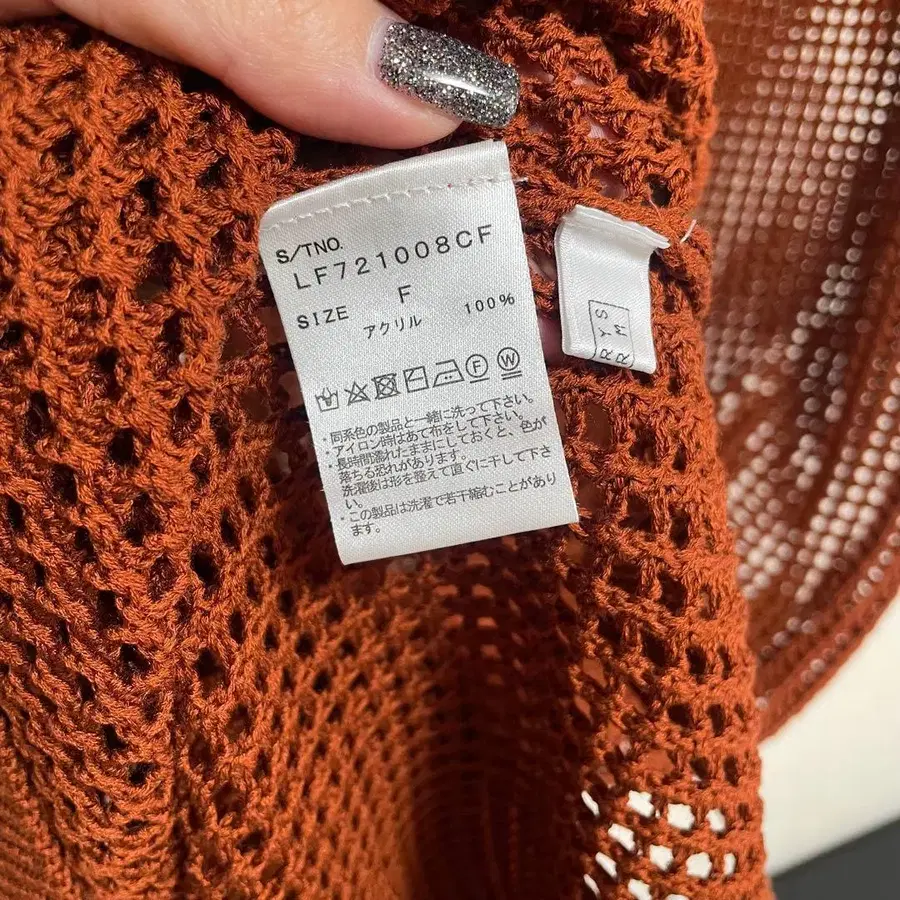 S/TNO.
LF721008CF
SIZE F
アクリル 100%
F W
・同系色の製品と一緒に洗って下さい。
・アイロン時はあて布をして下さい。
・長時間濡れたままにしておくと、色が
落ちる恐れがあります。
洗濯後は形を整えて直ぐに干して下さ
い。
・この製品は洗濯で若干縮むことがあり
ます。
S M
R Y R